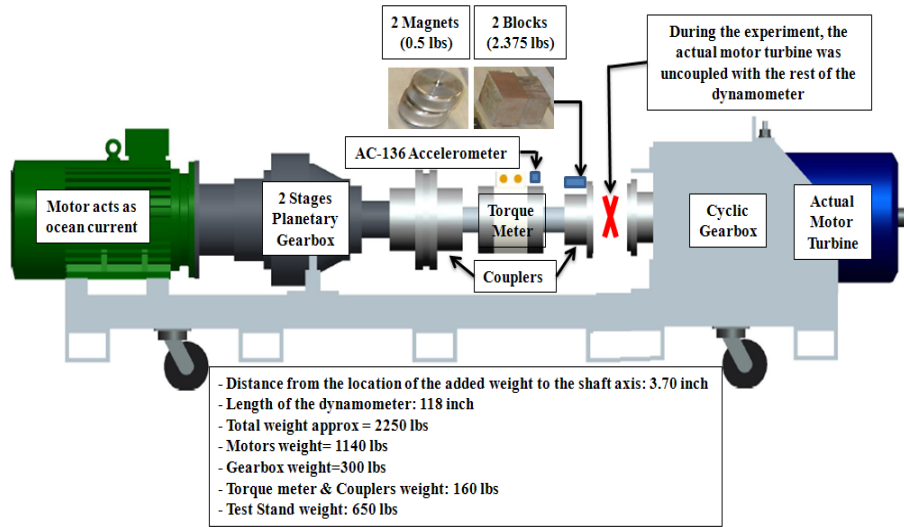 2 Magnets
(0.5 lbs)
2 Blocks
(2.375 lbs)
During the experiment, the
actual motor turbine was
uncoupled with the rest of the
dynamometer
AC-136 Accelerometer
Motor acts as
ocean current
2 Stages
Planetary
Gearbox
Torque
Meter
Cyclic
Gearbox
Actual
Motor
Turbine
Couplers
- Distance from the location of the added weight to the shaft axis: 3.70 inch
- Length of the dynamometer: 118 inch
- Total weight approx = 2250 lbs
- Motors weight= 1140 lbs
- Gearbox weight=300 lbs
- Torque meter & Couplers weight: 160 lbs
- Test Stand weight: 650 lbs